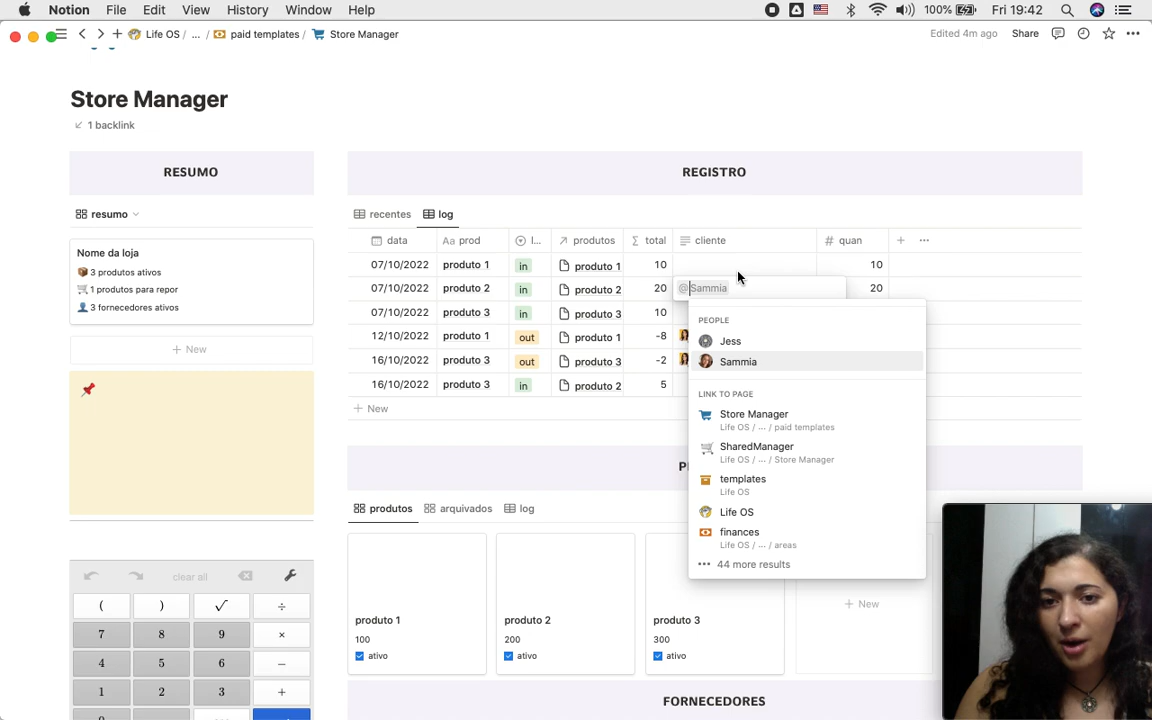 Notion File Edit View History Window Help 100% Fri 19:42
Life OS / ... / paid templates / Store Manager Edited 4m ago Share
Store Manager
1 backlink
RESUMO
resumo
Nome da loja
3 produtos ativos
1 produtos para repor
3 fornecedores ativos
+ New
clear all
( ) √ ÷
7 8 9 ×
4 5 6 −
1 2 3 +
REGISTRO
recentes log
data Aa prod I... produtos Σ total cliente # quan
07/10/2022 produto 1 in produto 1 10 10
07/10/2022 produto 2 in produto 2 20 @Sammia 20
07/10/2022 produto 3 in produto 3 10
12/10/2022 produto 1 out produto 1 -8
16/10/2022 produto 3 out produto 3 -2
16/10/2022 produto 3 in produto 2 5
+ New
PEOPLE
Jess
Sammia
LINK TO PAGE
Store Manager
Life OS / ... / paid templates
SharedManager
Life OS / ... / Store Manager
templates
Life OS
Life OS
finances
Life OS / ... / areas
••• 44 more results
produtos arquivados log
produto 1
100
ativo
produto 2
200
ativo
produto 3
300
ativo
+ New
FORNECEDORES